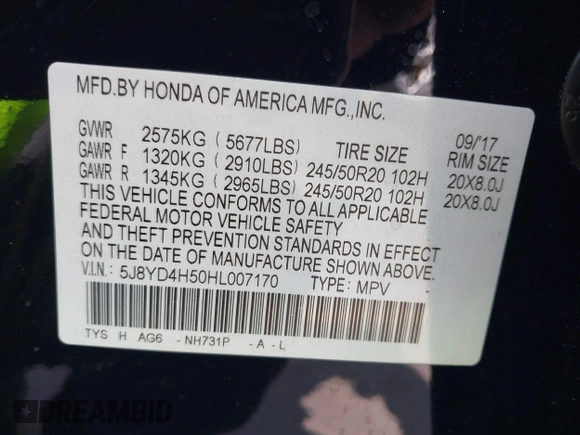 MFD.BY HONDA OF AMERICA MFG.,INC.
09/'17
GVWR 2575KG ( 5677LBS) TIRE SIZE RIM SIZE
GAWR F 1320KG ( 2910LBS) 245/50R20 102H 20X8.0J
GAWR R 1345KG ( 2965LBS) 245/50R20 102H 20X8.0J
THIS VEHICLE CONFORMS TO ALL APPLICABLE
FEDERAL MOTOR VEHICLE SAFETY
AND THEFT PREVENTION STANDARDS IN EFFECT
ON THE DATE OF MANUFACTURE SHOWN ABOVE.
V.I.N.: 5J8YD4H50HL007170 TYPE: MPV -
TYS H AG6 - NH731P - A - L
DREAMBID